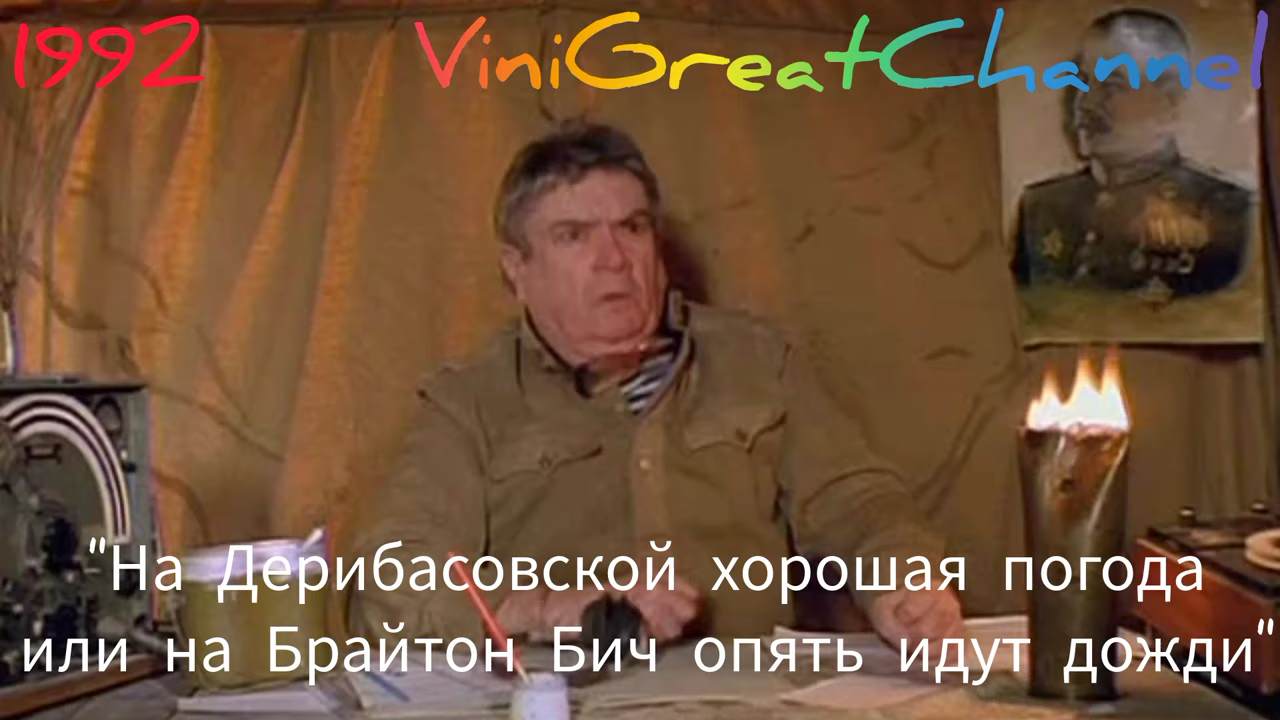 1992
ViniGreatChannel
"На Дерибасовской хорошая погода
или на Брайтон Бич опять идут дожди"